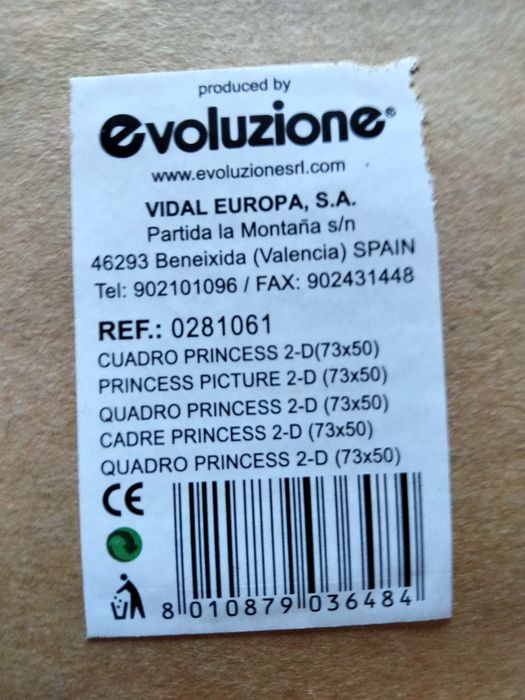 produced by
evoluzione®
www.evoluzionesrl.com
VIDAL EUROPA, S.A.
Partida la Montaña s/n
46293 Beneixida (Valencia) SPAIN
Tel: 902101096 / FAX: 902431448
REF.: 0281061
CUADRO PRINCESS 2-D(73x50)
PRINCESS PICTURE 2-D (73x50)
QUADRO PRINCESS 2-D (73x50)
CADRE PRINCESS 2-D (73x50)
QUADRO PRINCESS 2-D (73x50)
CE
8 010879 036484